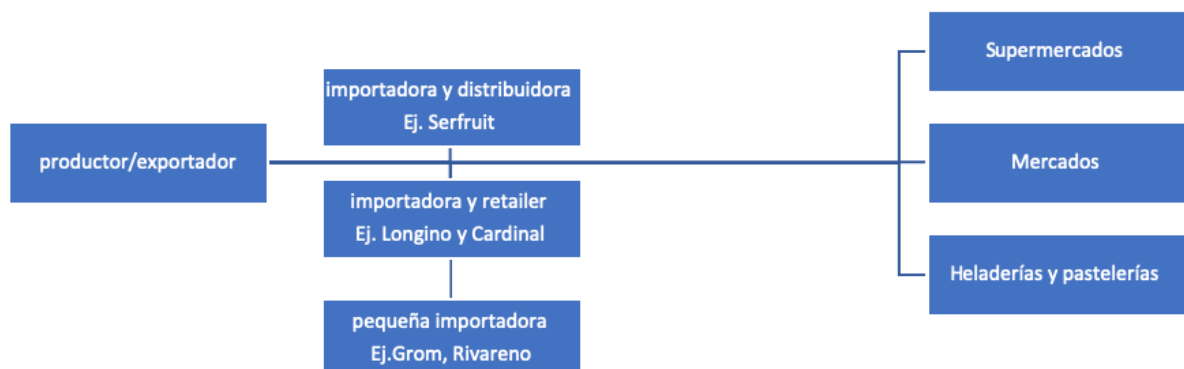 productor/exportador
importadora y distribuidora
Ej. Serfruit
importadora y retailer
Ej. Longino y Cardinal
pequeña importadora
Ej.Grom, Rivareno
Supermercados
Mercados
Heladerías y pastelerías